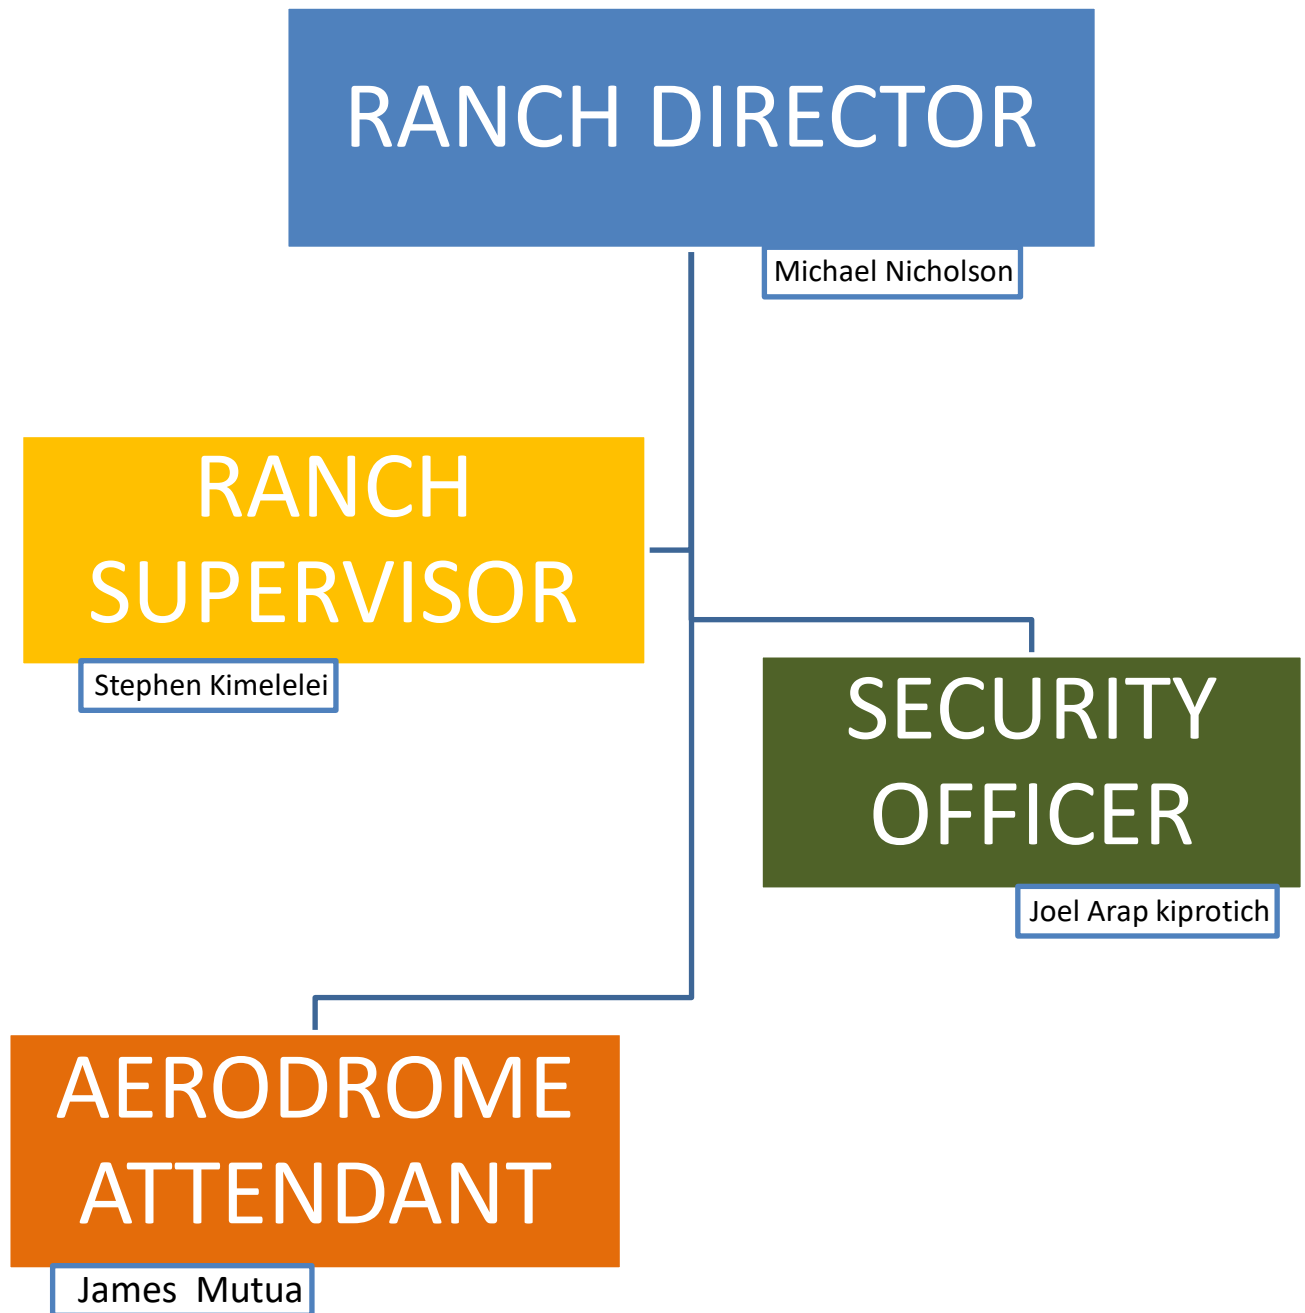 RANCH DIRECTOR
Michael Nicholson
RANCH
SUPERVISOR
Stephen Kimelelei
SECURITY
OFFICER
Joel Arap kiprotich
AERODROME
ATTENDANT
James Mutua